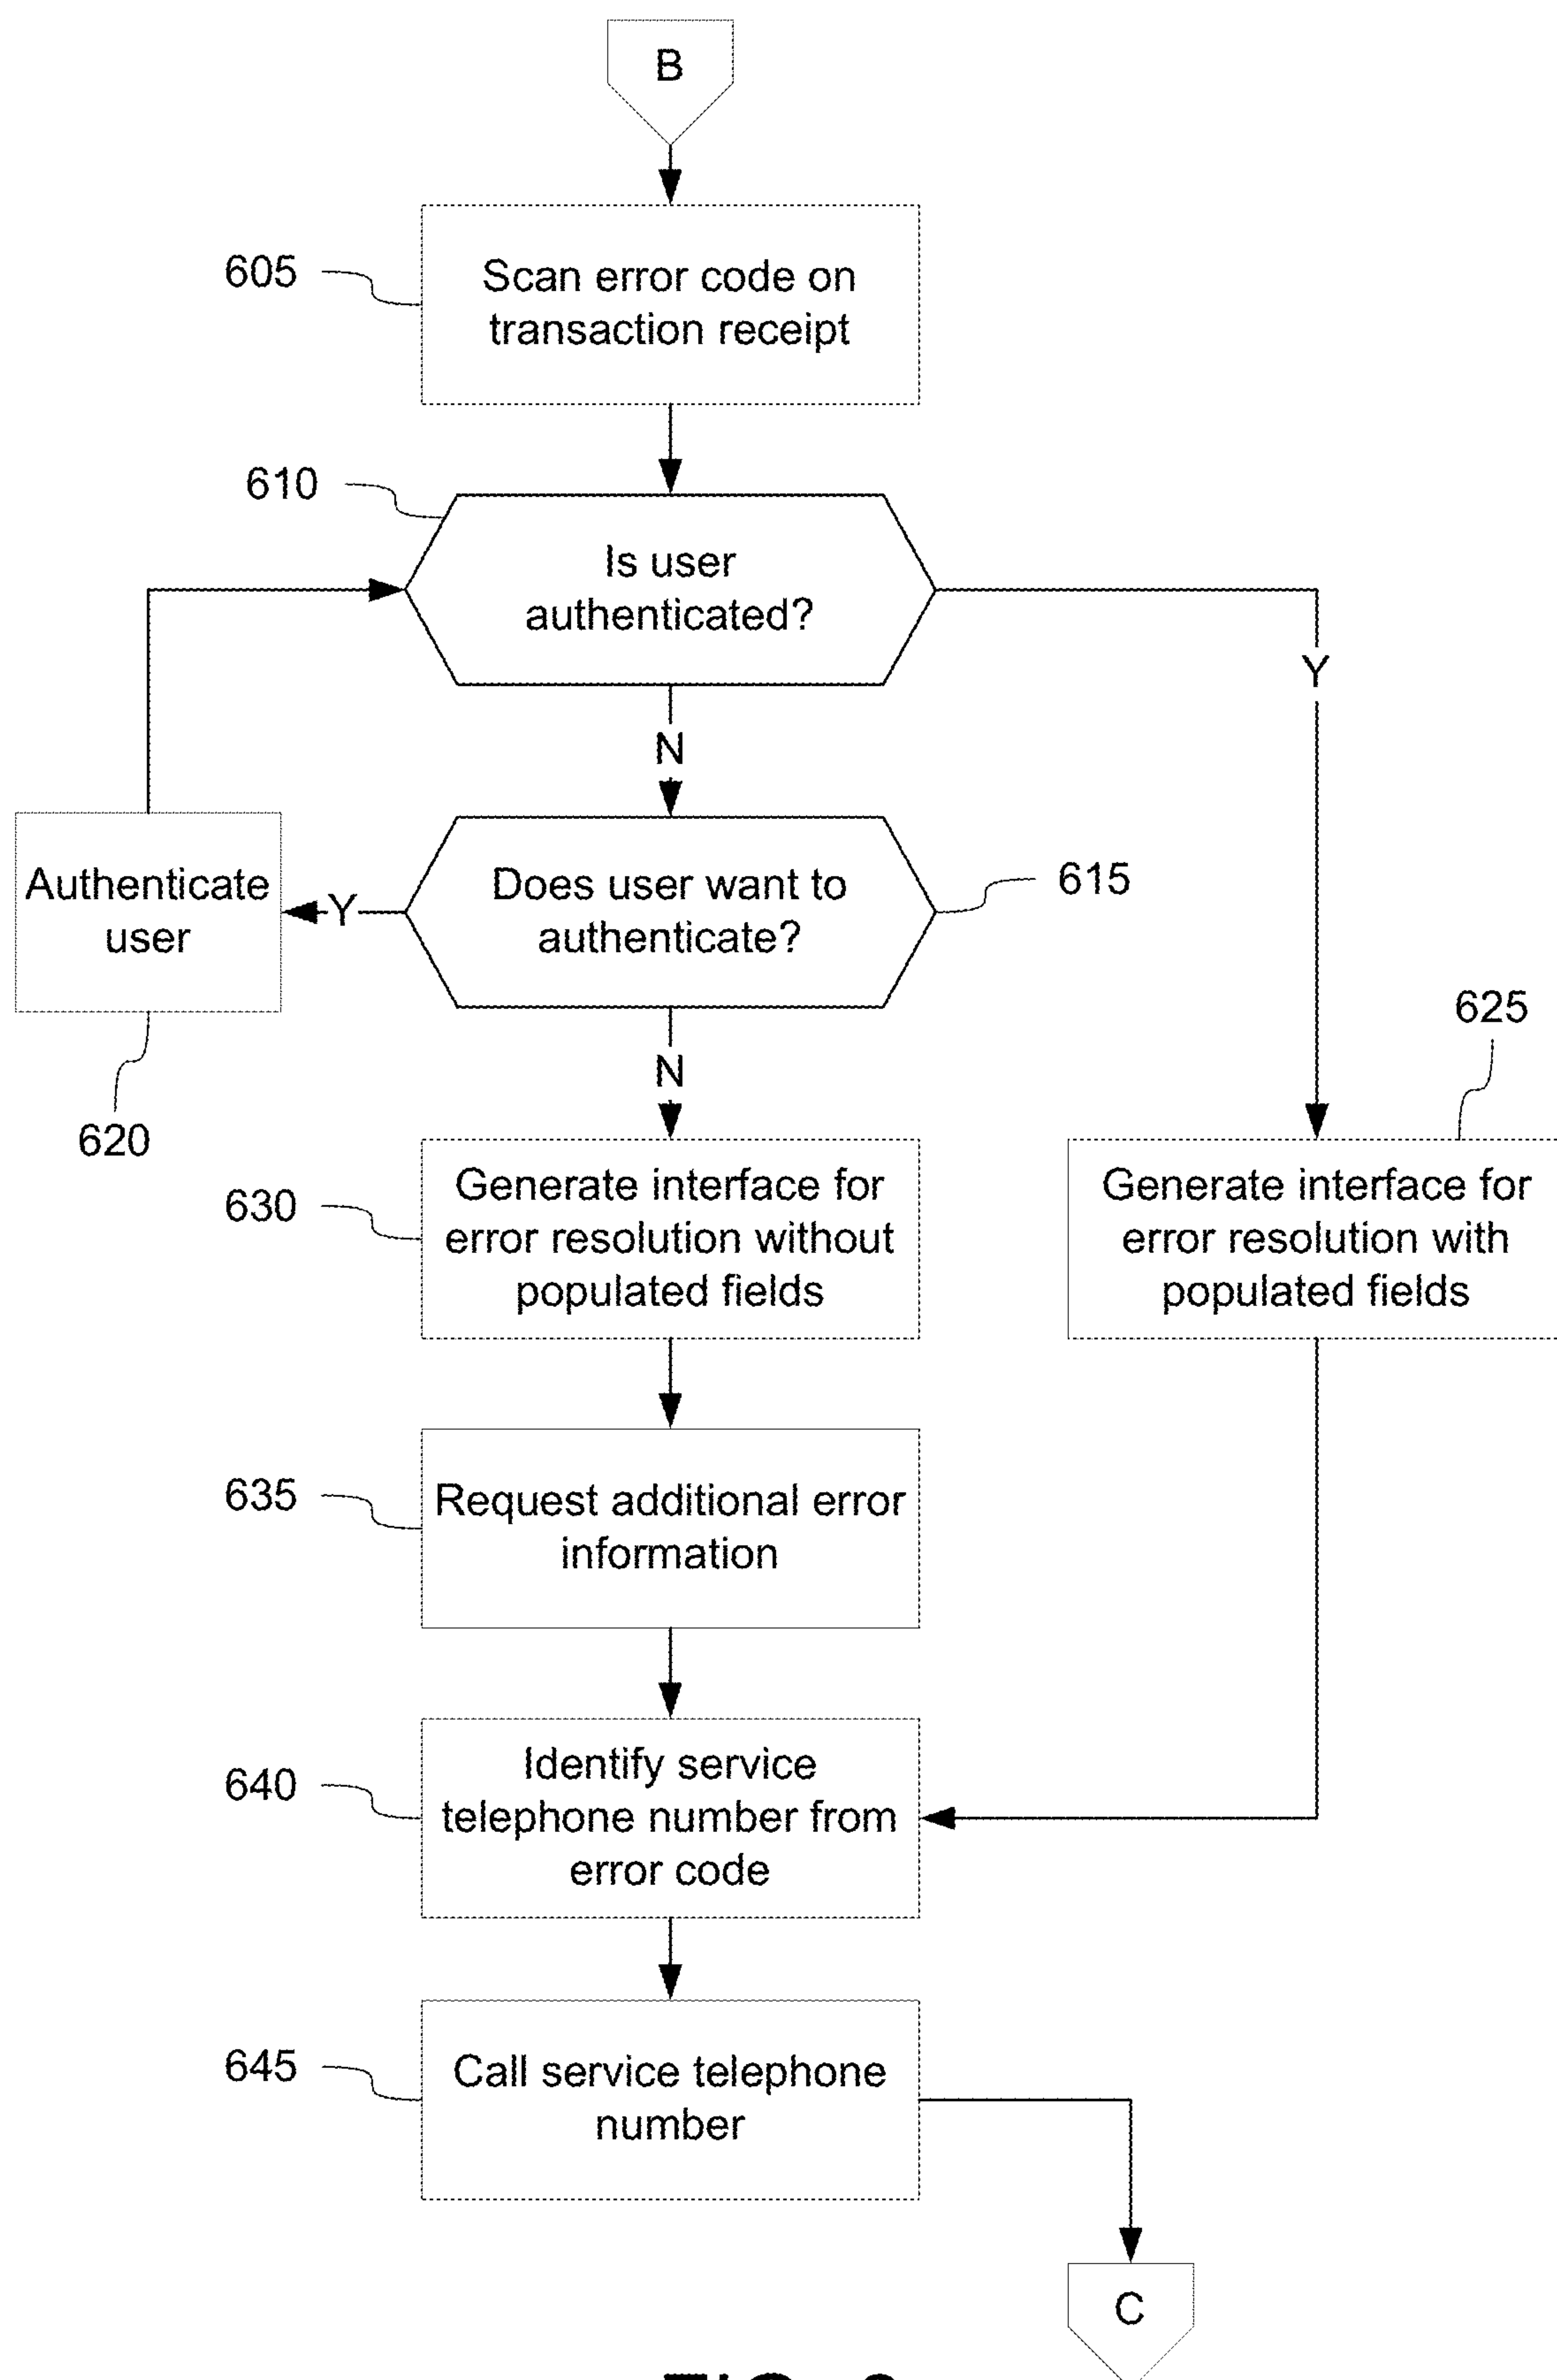 B
605
Scan error code on
transaction receipt
610
Is user
authenticated?
Y
N
Authenticate
user
Y
Does user want to
authenticate?
615
620
N
625
630
Generate interface for
error resolution without
populated fields
Generate interface for
error resolution with
populated fields
635
Request additional error
information
640
Identify service
telephone number from
error code
645
Call service telephone
number
C